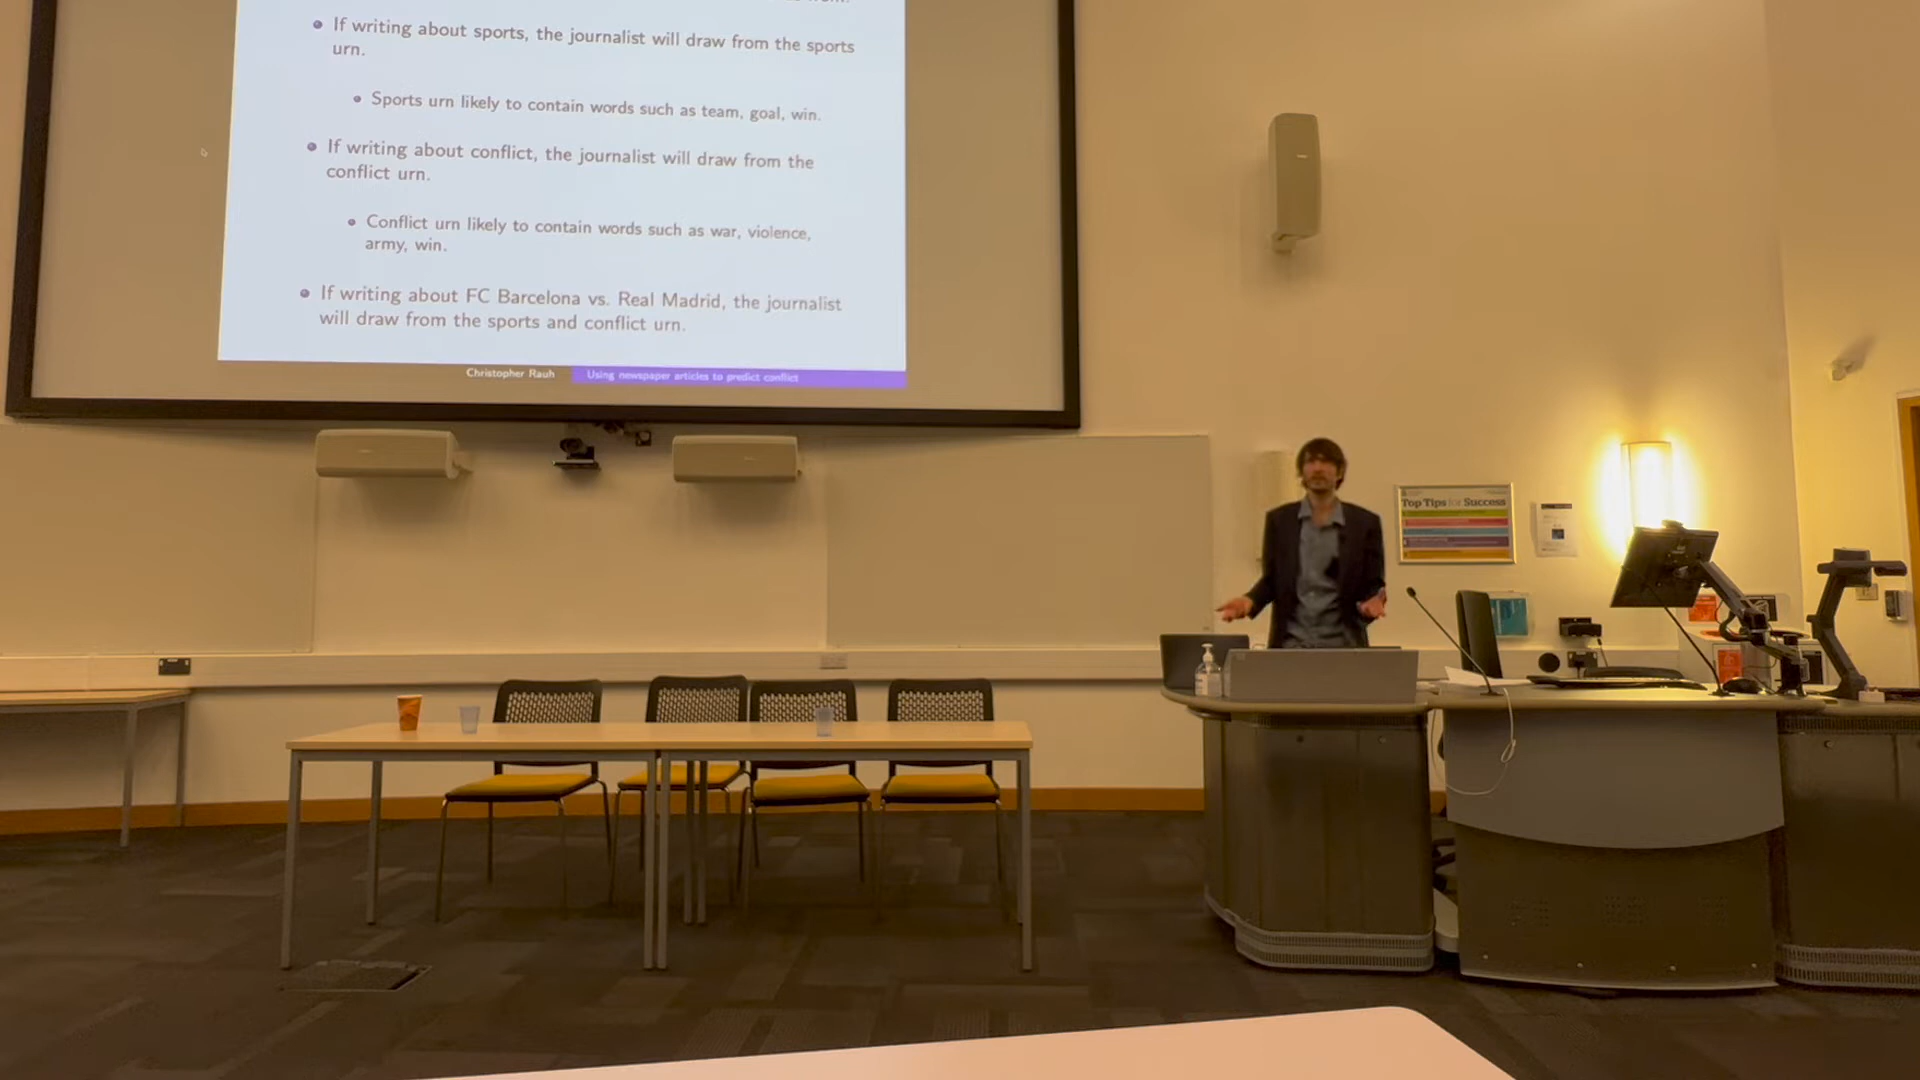 If writing about sports, the journalist will draw from the sports
urn.
Sports urn likely to contain words such as team, goal, win.
If writing about conflict, the journalist will draw from the
conflict urn.
Conflict urn likely to contain words such as war, violence,
army, win.
If writing about FC Barcelona vs. Real Madrid, the journalist
will draw from the sports and conflict urn.
Christopher Rauh
Using newspaper articles to predict conflict
Top Tips for Success